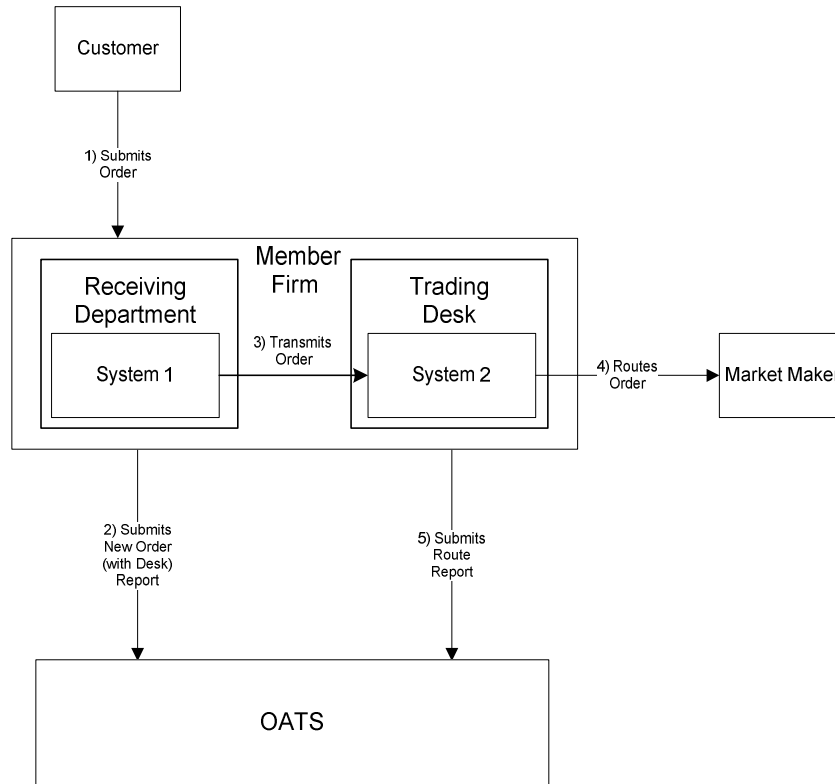 Customer
1) Submits
Order
Member
Firm
Receiving
Department
Trading
Desk
3) Transmits
Order
System 1
System 2
4) Routes
Order
Market Maker
2) Submits
New Order
(with Desk)
Report
5) Submits
Route
Report
OATS